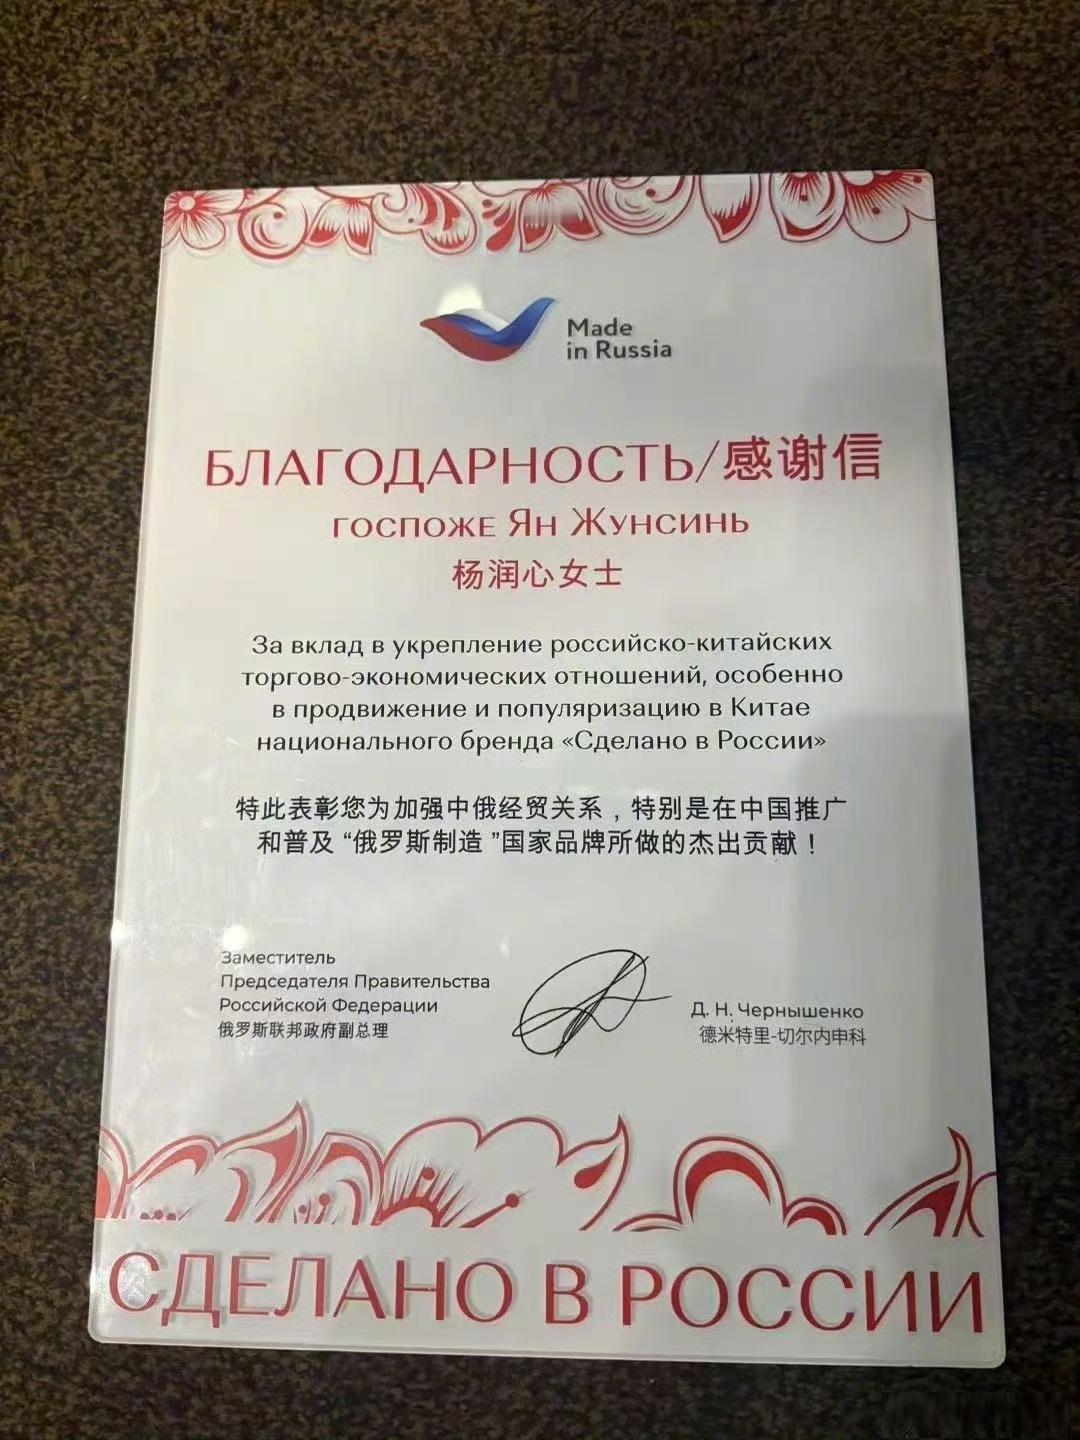 Made
in Russia
БЛАГОДАРНОСТЬ/感谢信
ГОСПОЖЕ ЯН ЖУНСИНЬ
杨润心女士
За вклад в укрепление российско-китайских
торгово-экономических отношений, особенно
в продвижение и популяризацию в Китае
национального бренда «Сделано в России»
特此表彰您为加强中俄经贸关系，特别是在中国推广
和普及 “俄罗斯制造 ”国家品牌所做的杰出贡献！
Заместитель
Председателя Правительства
Российской Федерации
俄罗斯联邦政府副总理
Д. Н. Чернышенко
德米特里-切尔内申科
СДЕЛАНО В РОССИИ